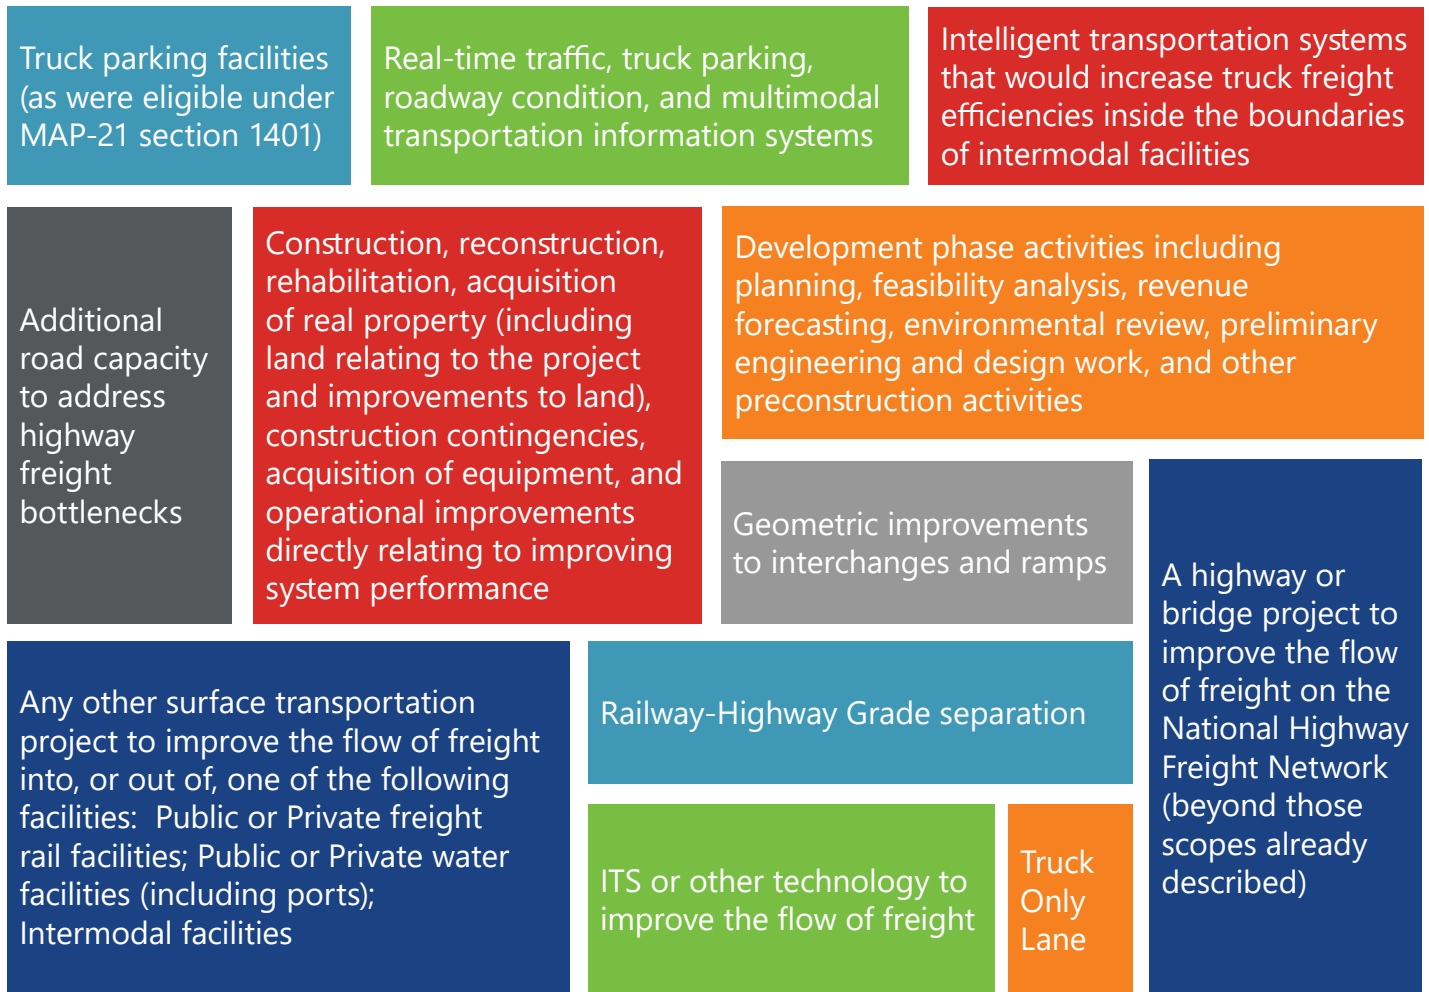 Truck parking facilities
(as were eligible under
MAP-21 section 1401)
Real-time traffic, truck parking,
roadway condition, and multimodal
transportation information systems
Intelligent transportation systems
that would increase truck freight
efficiencies inside the boundaries
of intermodal facilities
Additional
road capacity
to address
highway
freight
bottlenecks
Construction, reconstruction,
rehabilitation, acquisition
of real property (including
land relating to the project
and improvements to land),
construction contingencies,
acquisition of equipment, and
operational improvements
directly relating to improving
system performance
Development phase activities including
planning, feasibility analysis, revenue
forecasting, environmental review, preliminary
engineering and design work, and other
preconstruction activities
Geometric improvements
to interchanges and ramps
A highway or
bridge project to
improve the flow
of freight on the
National Highway
Freight Network
(beyond those
scopes already
described)
Any other surface transportation
project to improve the flow of freight
into, or out of, one of the following
facilities:  Public or Private freight
rail facilities; Public or Private water
facilities (including ports);
Intermodal facilities
Railway-Highway Grade separation
ITS or other technology to
improve the flow of freight
Truck
Only
Lane